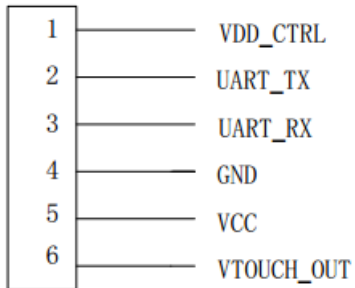 1 VDD_CTRL
2 UART_TX
3 UART_RX
4 GND
5 VCC
6 VTOUCH_OUT